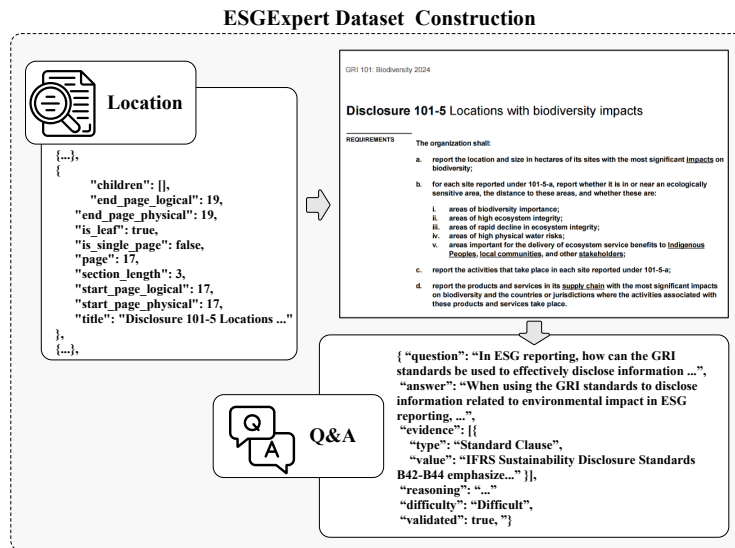 ESGExpert Dataset Construction
Location
{...},
{
"children": [],
"end_page_logical": 19,
"end_page_physical": 19,
"is_leaf": true,
"is_single_page": false,
"page": 17,
"section_length": 3,
"start_page_logical": 17,
"start_page_physical": 17,
"title": "Disclosure 101-5 Locations ..."
},
{...},
GRI 101: Biodiversity 2024
Disclosure 101-5 Locations with biodiversity impacts
REQUIREMENTS
The organization shall:
a. report the location and size in hectares of its sites with the most significant impacts on
biodiversity;
b. for each site reported under 101-5-a, report whether it is in or near an ecologically
sensitive area, the distance to these areas, and whether these are:
i. areas of biodiversity importance;
ii. areas of high ecosystem integrity;
iii. areas of rapid decline in ecosystem integrity;
iv. areas of high physical water risks;
v. areas important for the delivery of ecosystem service benefits to Indigenous
Peoples, local communities, and other stakeholders;
c. report the activities that take place in each site reported under 101-5-a;
d. report the products and services in its supply chain with the most significant impacts
on biodiversity and the countries or jurisdictions where the activities associated with
these products and services take place.
Q
A
Q&A
{ “question”: “In ESG reporting, how can the GRI
standards be used to effectively disclose information ...”,
“answer”: “When using the GRI standards to disclose
information related to environmental impact in ESG
reporting, ...”,
“evidence”: [{
“type”: “Standard Clause”,
“value”: “IFRS Sustainability Disclosure Standards
B42-B44 emphasize...” }],
“reasoning”: “...”
“difficulty”: “Difficult”,
“validated”: true, ”}